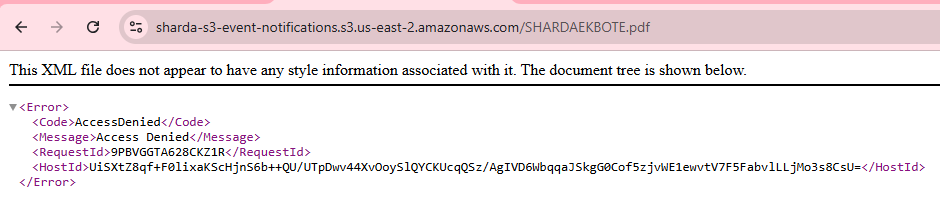 sharda-s3-event-notifications.s3.us-east-2.amazonaws.com/SHARDAEKBOTE.pdf
This XML file does not appear to have any style information associated with it. The document tree is shown below.
▼<Error>
<Code>AccessDenied</Code>
<Message>Access Denied</Message>
<RequestId>9PBVGGTA628CKZ1R</RequestId>
<HostId>UiSXtZ8qf+F0lixaKScHjnS6b++QU/UTpDwv44XvOoySlQYCKUcqQSz/AgIVD6WbqqaJSkgG0Cof5zjvWE1ewvtV7F5FabvlLLjMo3s8CsU=</HostId>
</Error>